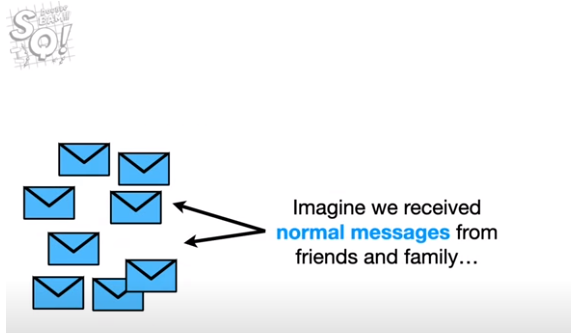 SQ!
Imagine we received
normal messages from
friends and family...